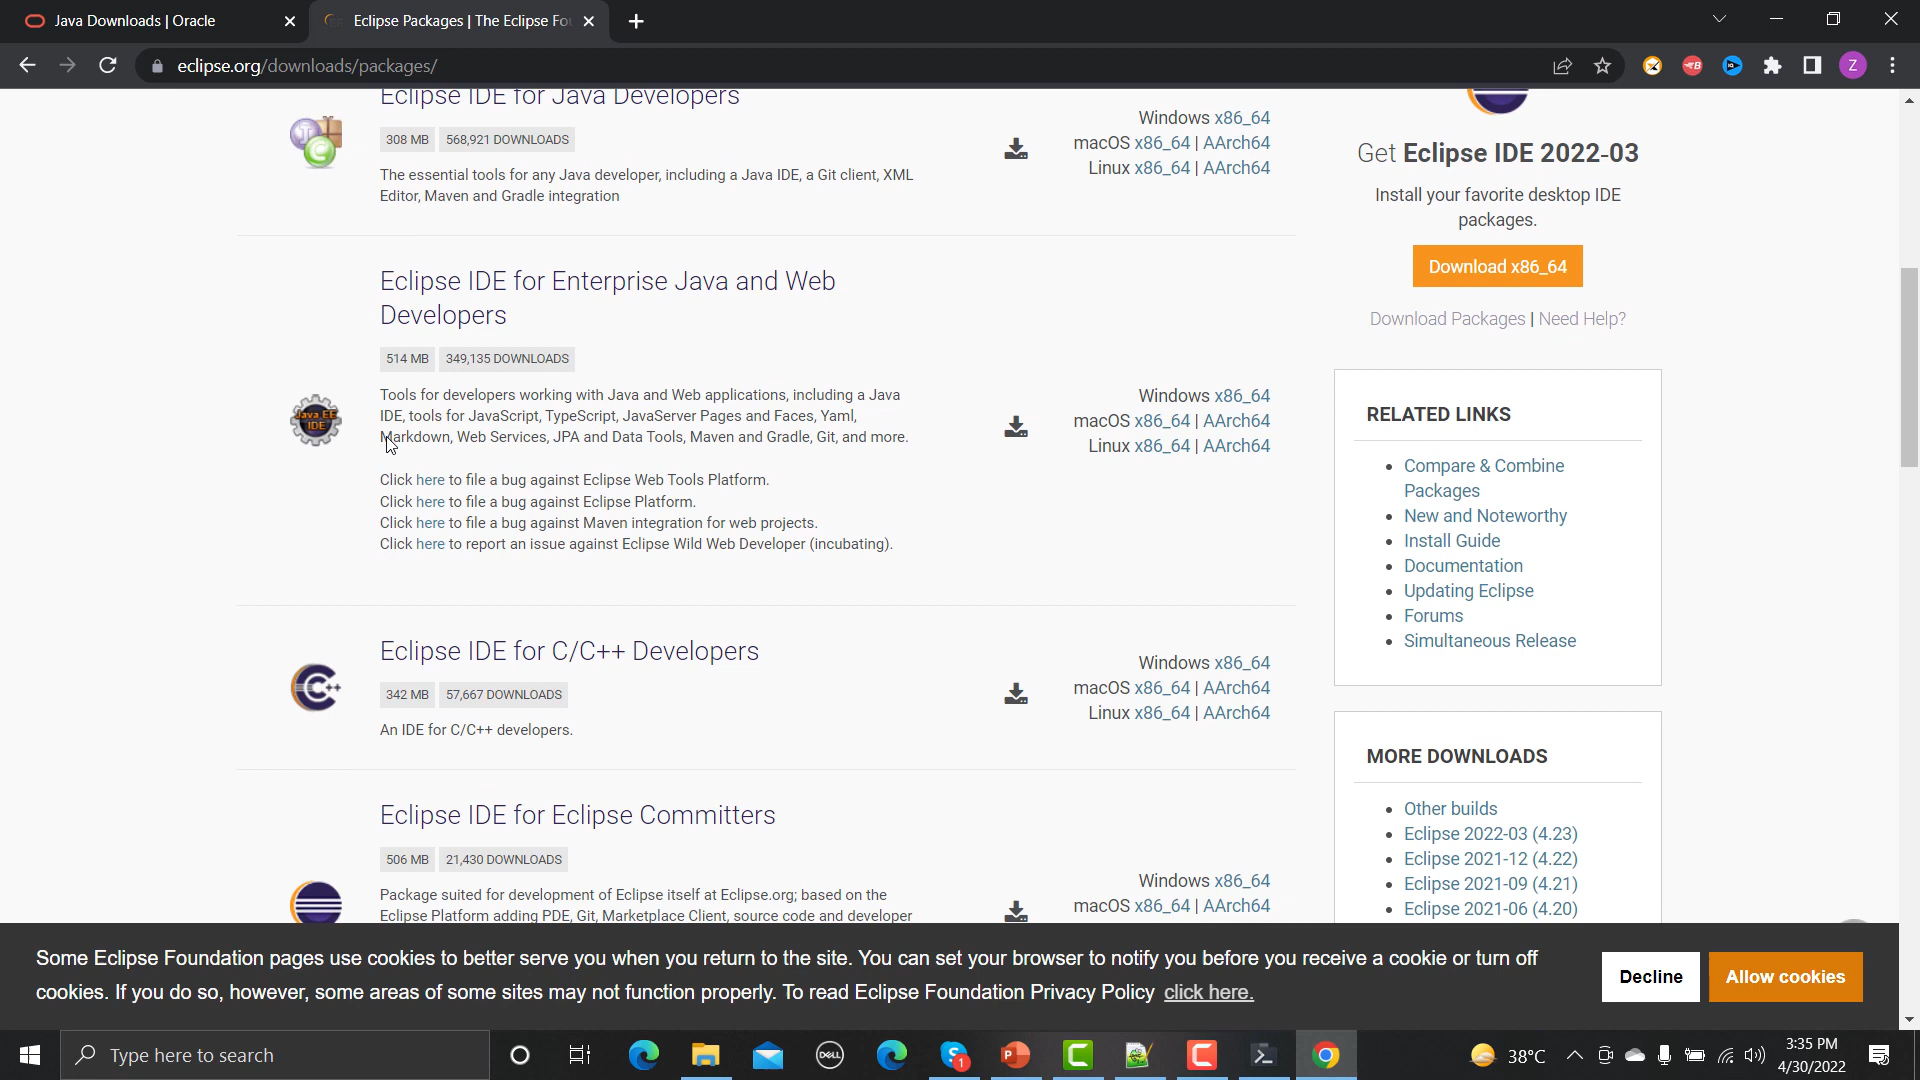 Java Downloads | Oracle
Eclipse Packages | The Eclipse Fo
eclipse.org/downloads/packages/
Z
Eclipse IDE for Java Developers
308 MB 568,921 DOWNLOADS
The essential tools for any Java developer, including a Java IDE, a Git client, XML
Editor, Maven and Gradle integration
Windows x86_64
macOS x86_64 | AArch64
Linux x86_64 | AArch64
Eclipse IDE for Enterprise Java and Web
Developers
514 MB 349,135 DOWNLOADS
Java EE
IDE
Tools for developers working with Java and Web applications, including a Java
IDE, tools for JavaScript, TypeScript, JavaServer Pages and Faces, Yaml,
Markdown, Web Services, JPA and Data Tools, Maven and Gradle, Git, and more.
Click here to file a bug against Eclipse Web Tools Platform.
Click here to file a bug against Eclipse Platform.
Click here to file a bug against Maven integration for web projects.
Click here to report an issue against Eclipse Wild Web Developer (incubating).
Windows x86_64
macOS x86_64 | AArch64
Linux x86_64 | AArch64
Eclipse IDE for C/C++ Developers
342 MB 57,667 DOWNLOADS
An IDE for C/C++ developers.
Windows x86_64
macOS x86_64 | AArch64
Linux x86_64 | AArch64
Eclipse IDE for Eclipse Committers
506 MB 21,430 DOWNLOADS
Package suited for development of Eclipse itself at Eclipse.org; based on the
Eclipse Platform adding PDE, Git, Marketplace Client, source code and developer
Windows x86_64
macOS x86_64 | AArch64
Get Eclipse IDE 2022-03
Install your favorite desktop IDE
packages.
Download x86_64
Download Packages | Need Help?
RELATED LINKS
Compare & Combine
Packages
New and Noteworthy
Install Guide
Documentation
Updating Eclipse
Forums
Simultaneous Release
MORE DOWNLOADS
Other builds
Eclipse 2022-03 (4.23)
Eclipse 2021-12 (4.22)
Eclipse 2021-09 (4.21)
Eclipse 2021-06 (4.20)
Some Eclipse Foundation pages use cookies to better serve you when you return to the site. You can set your browser to notify you before you receive a cookie or turn off
cookies. If you do so, however, some areas of some sites may not function properly. To read Eclipse Foundation Privacy Policy click here.
Decline
Allow cookies
Type here to search
DELL
38°C
3:35 PM
4/30/2022